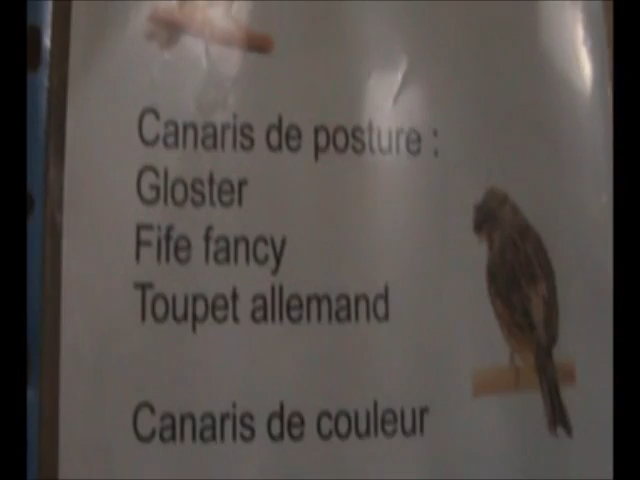 Canaris de posture :
Gloster
Fife fancy
Toupet allemand
Canaris de couleur